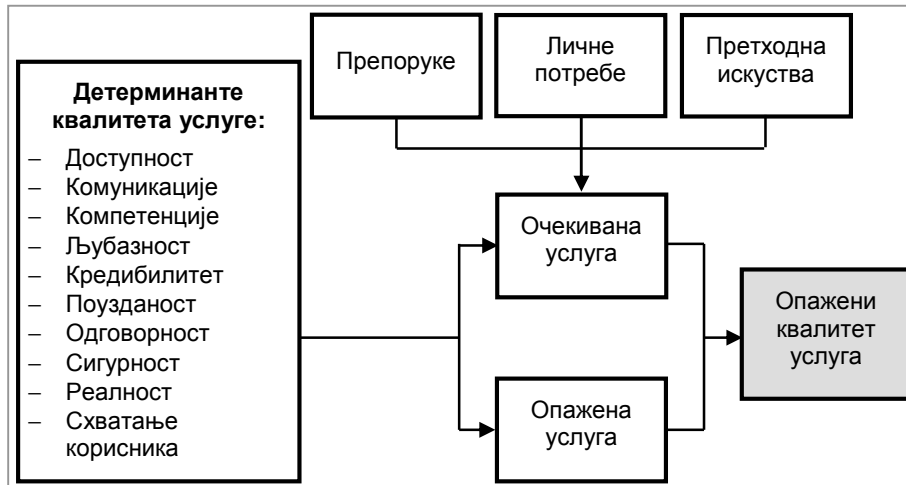 Детерминанте
квалитета услуге:
– Доступност
– Комуникације
– Компетенције
– Љубазност
– Кредибилитет
– Поузданост
– Одговорност
– Сигурност
– Реалност
– Схватање
корисника
Препоруке
Личне
потребе
Претходна
искуства
Очекивана
услуга
Опажена
услуга
Опажени
квалитет
услуга